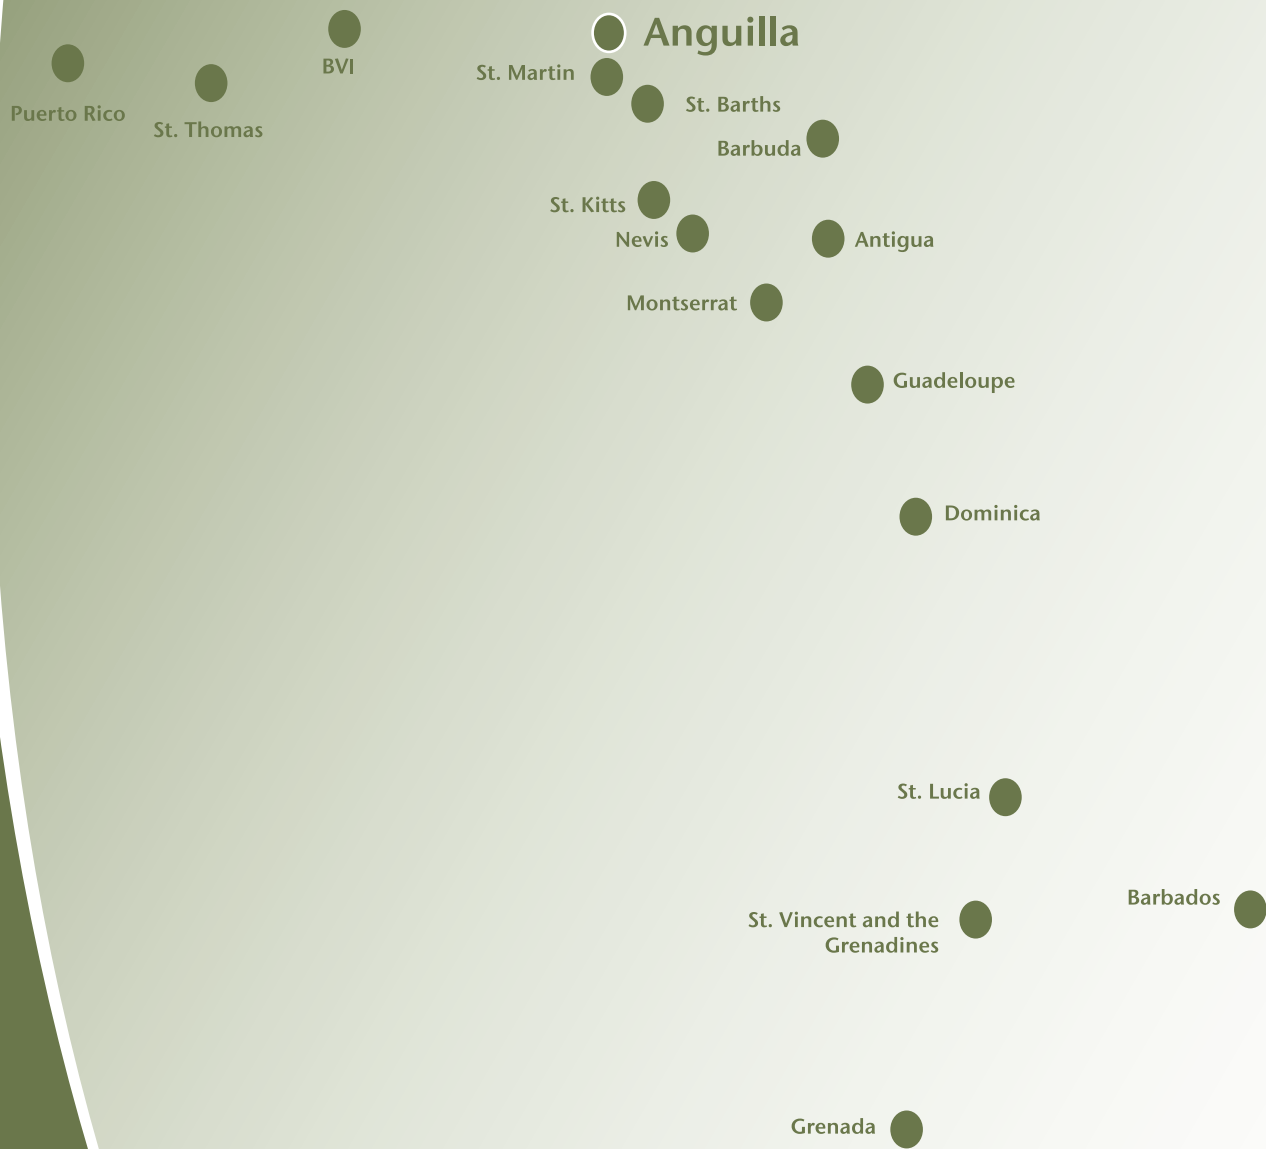 Anguilla
BVI
St. Martin
Puerto Rico
St. Barths
St. Thomas
Barbuda
St. Kitts
Nevis
Antigua
Montserrat
Guadeloupe
Dominica
St. Lucia
Barbados
St. Vincent and the
Grenadines
Grenada